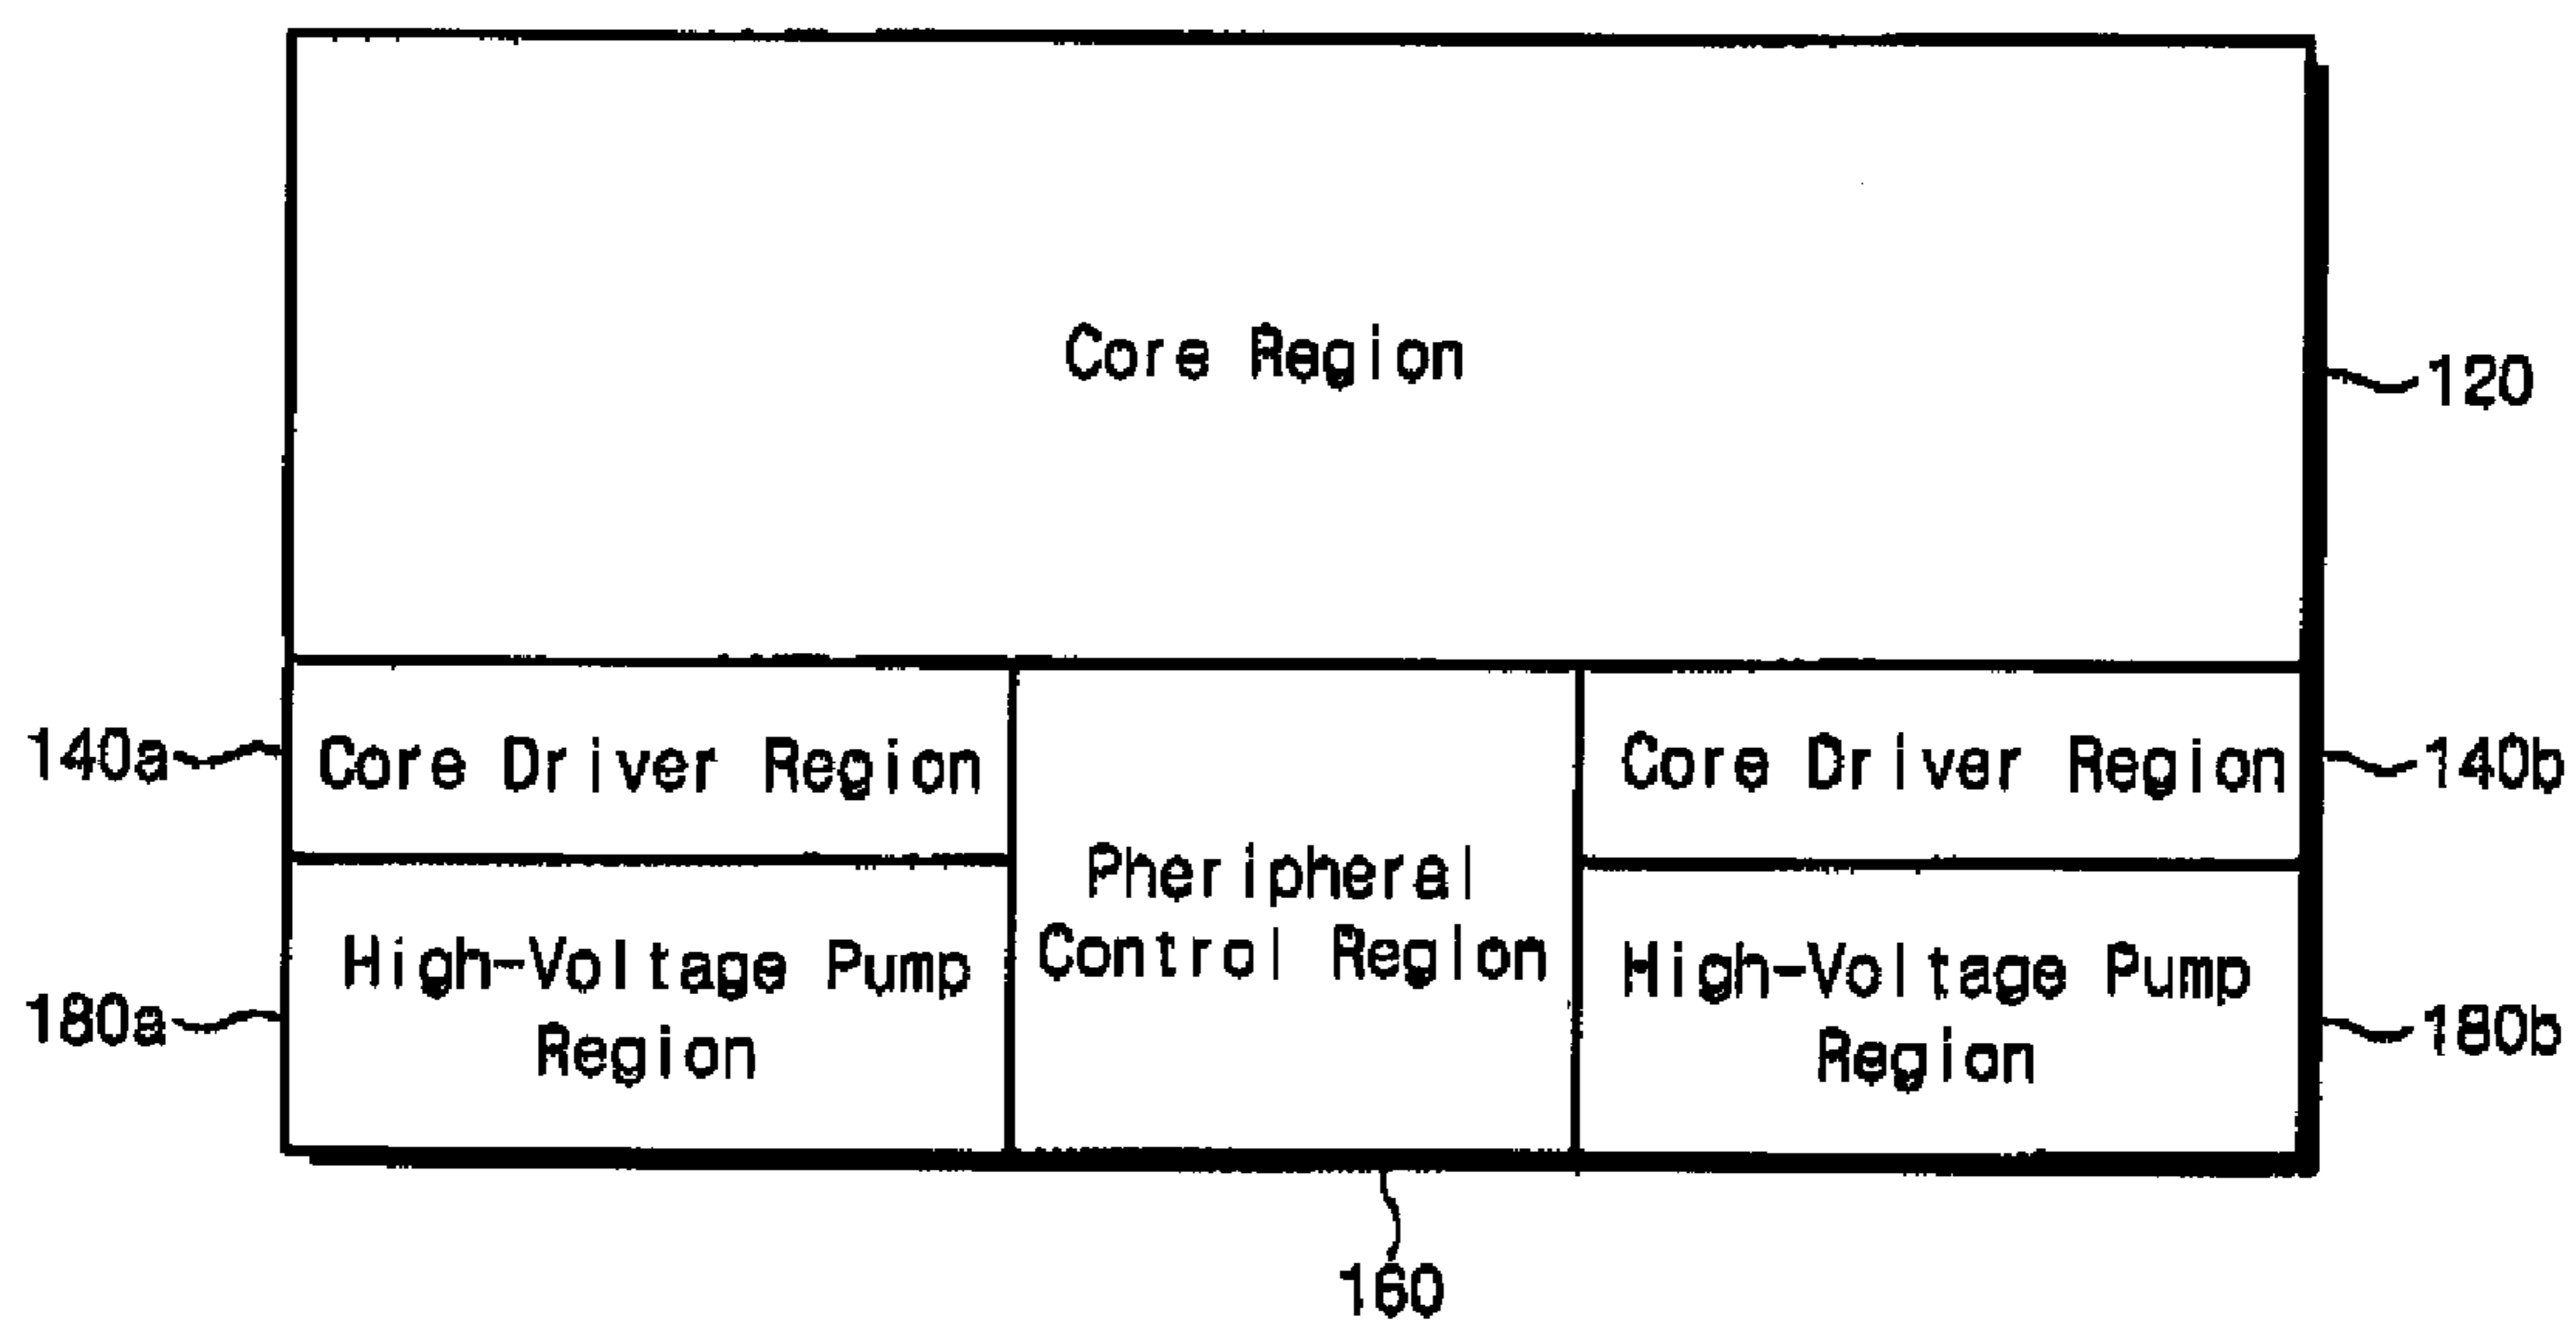 Core Region
120
140a
Core Driver Region
Core Driver Region
140b
Pheripheral
Control Region
180a
High-Voltage Pump
Region
High-Voltage Pump
Region
180b
160